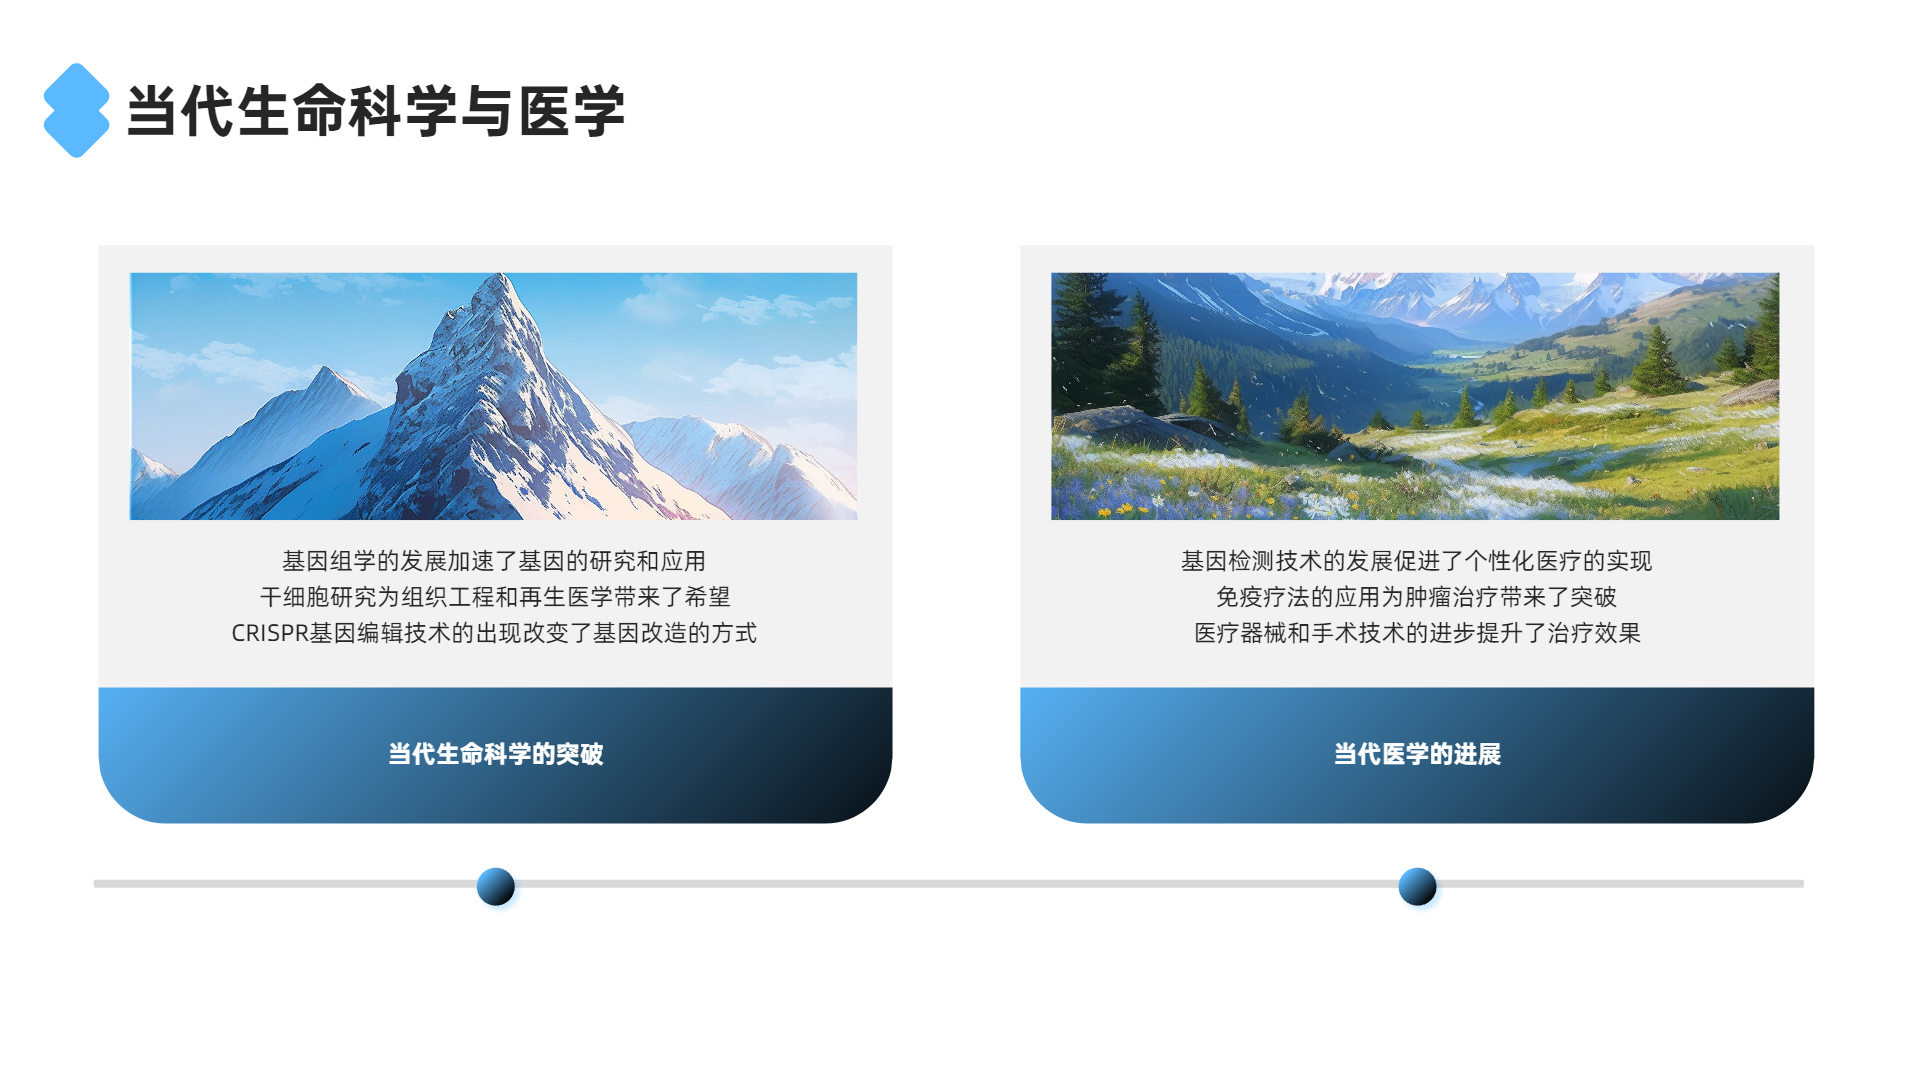 当代生命科学与医学
基因组学的发展加速了基因的研究和应用
干细胞研究为组织工程和再生医学带来了希望
CRISPR基因编辑技术的出现改变了基因改造的方式
当代生命科学的突破
基因检测技术的发展促进了个性化医疗的实现
免疫疗法的应用为肿瘤治疗带来了突破
医疗器械和手术技术的进步提升了治疗效果
当代医学的进展